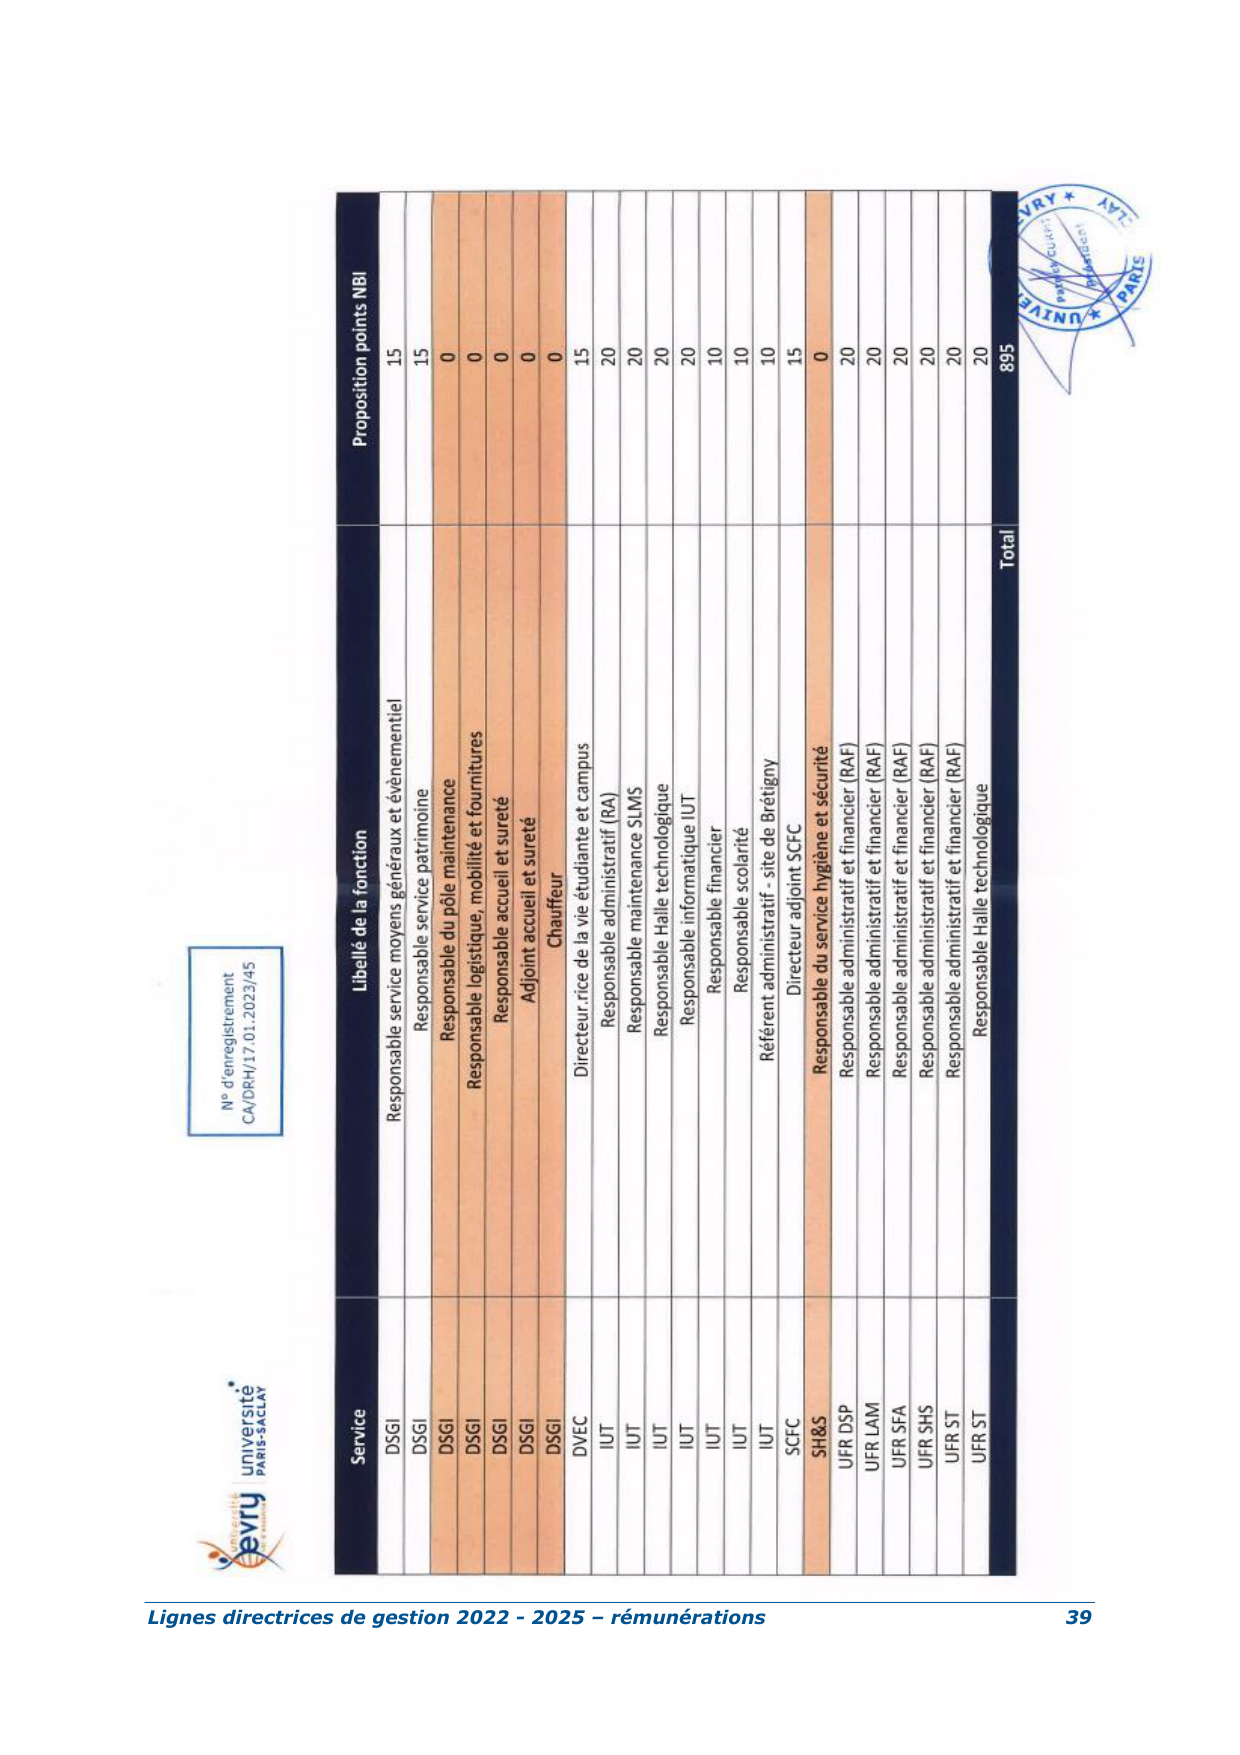 université
evry
université
PARIS-SACLAY
N° d'enregistrement
CA/DRH/17.01.2023/45
Service Libellé de la fonction Proposition points NBI
DSGI Responsable service moyens généraux et évènementiel 15
DSGI Responsable service patrimoine 15
DSGI Responsable du pôle maintenance 0
DSGI Responsable logistique, mobilité et fournitures 0
DSGI Responsable accueil et sureté 0
DSGI Adjoint accueil et sureté 0
DSGI Chauffeur 0
DVEC Directeur.rice de la vie étudiante et campus 15
IUT Responsable administratif (RA) 20
IUT Responsable maintenance SLMS 20
IUT Responsable Halle technologique 20
IUT Responsable informatique IUT 20
IUT Responsable financier 10
IUT Responsable scolarité 10
IUT Référent administratif - site de Brétigny 10
SCFC Directeur adjoint SCFC 15
SH&S Responsable du service hygiène et sécurité 0
UFR DSP Responsable administratif et financier (RAF) 20
UFR LAM Responsable administratif et financier (RAF) 20
UFR SFA Responsable administratif et financier (RAF) 20
UFR SHS Responsable administratif et financier (RAF) 20
UFR ST Responsable administratif et financier (RAF) 20
UFR ST Responsable Halle technologique 20
Total 895
Président
PARIS
Lignes directrices de gestion 2022 - 2025 – rémunérations 39